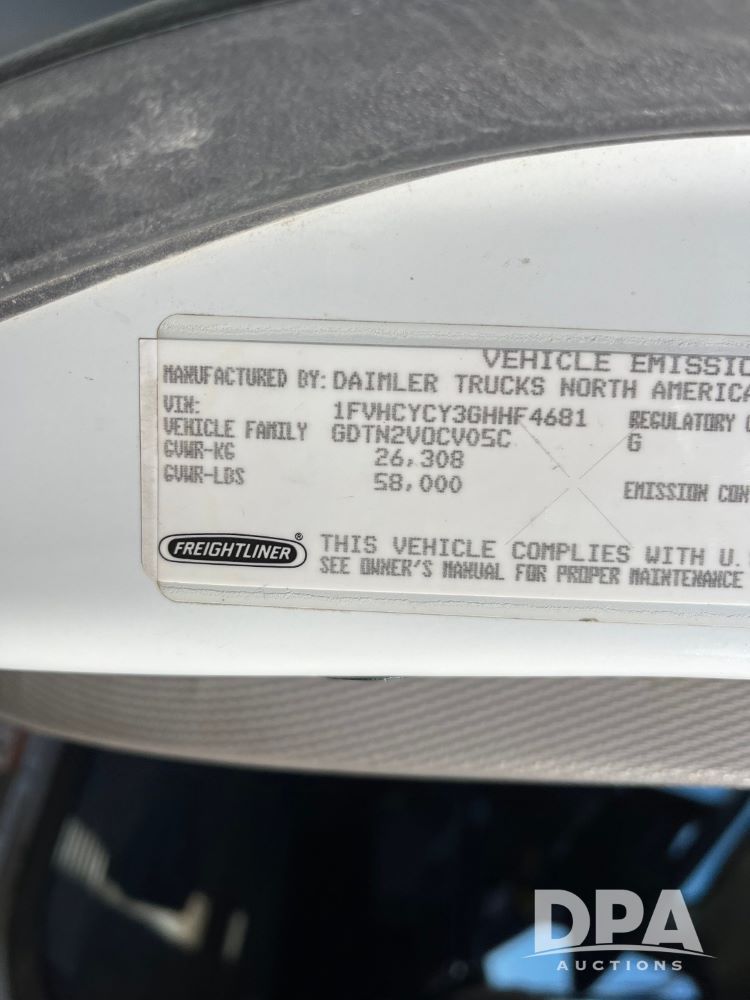 VEHICLE EMISSIO
MANUFACTURED BY: DAIMLER TRUCKS NORTH AMERICA
VIN: 1FVHCYCY3GHHF4681 REGULATORY
VEHICLE FAMILY GDTN2VOCV05C G
GVWR-KG 26,308
GVWR-LBS 58,000 EMISSION CON
FREIGHTLINER ® THIS VEHICLE COMPLIES WITH U.
SEE OWNER'S MANUAL FOR PROPER MAINTENANCE
DPA
AUCTIONS